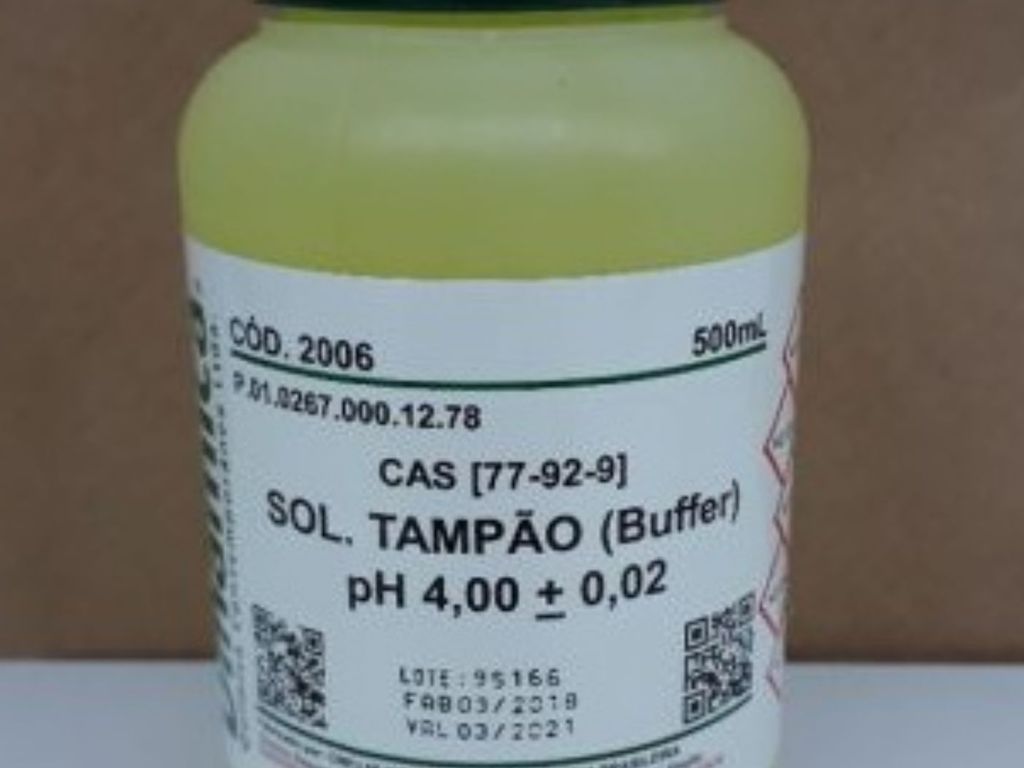 CÓD. 2006
500mL
P.01.0267.000.12.78
CAS [77-92-9]
SOL. TAMPÃO (Buffer)
pH 4,00 ± 0,02
LOTE:95166
FAB03/2018
VAL 03/2021